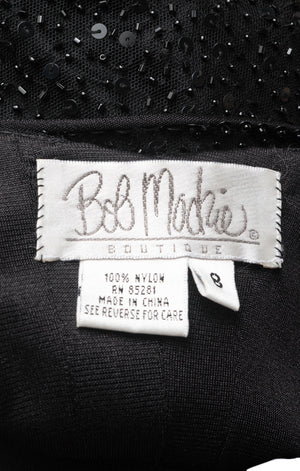 Bob Mackie ©
BOUTIQUE
8
100% NYLON
RN 85281
MADE IN CHINA
SEE REVERSE FOR CARE